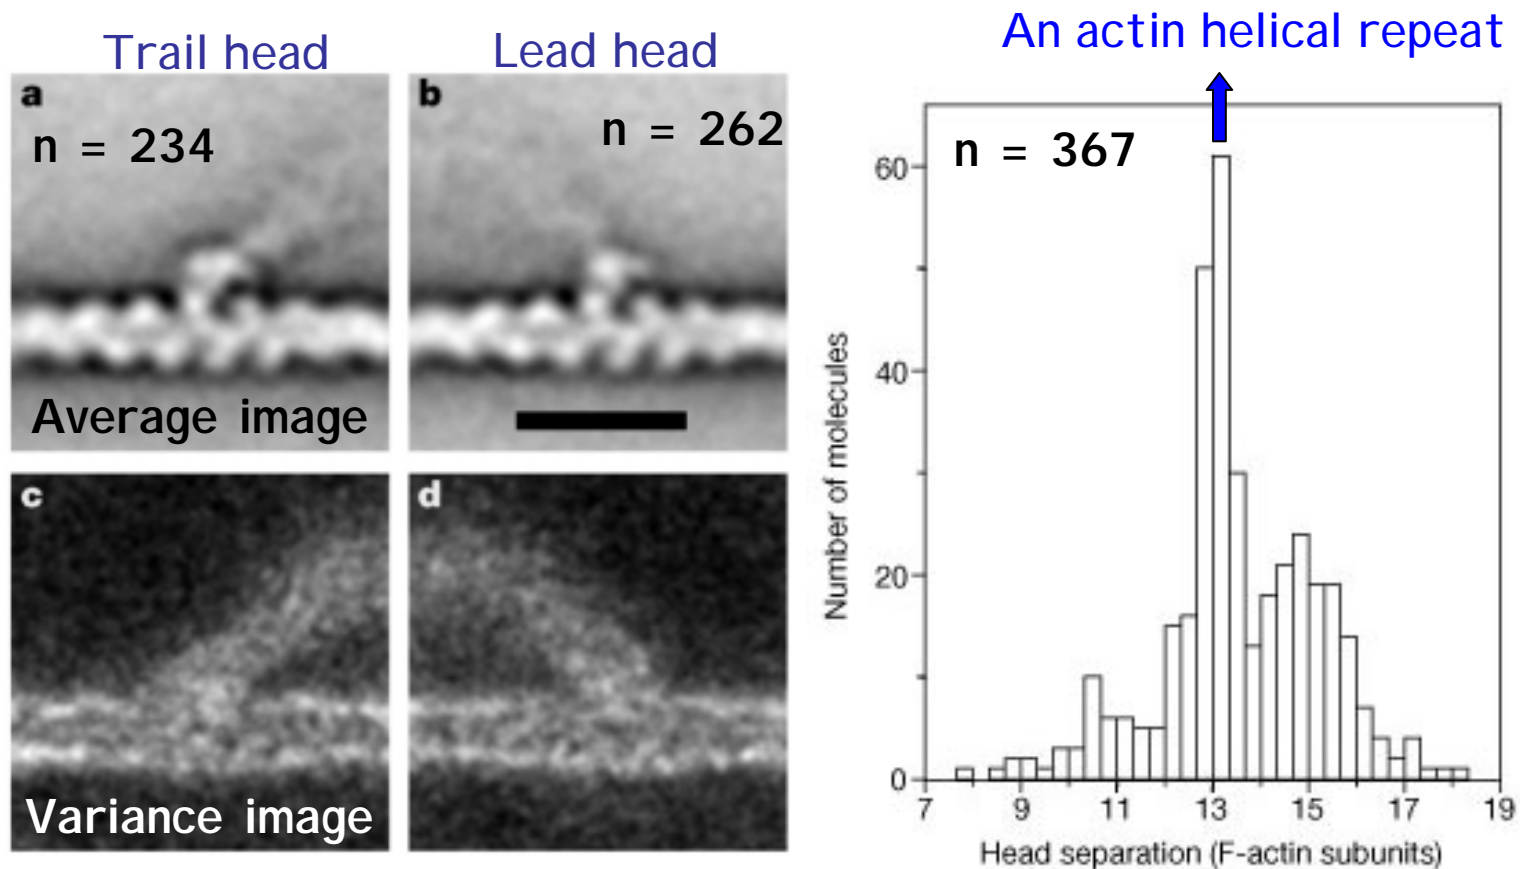 Trail head
Lead head
An actin helical repeat
a
n = 234
b
n = 262
Average image
c
Variance image
d
n = 367
Number of molecules
60
40
20
0
7 9 11 13 15 17 19
Head separation (F-actin subunits)